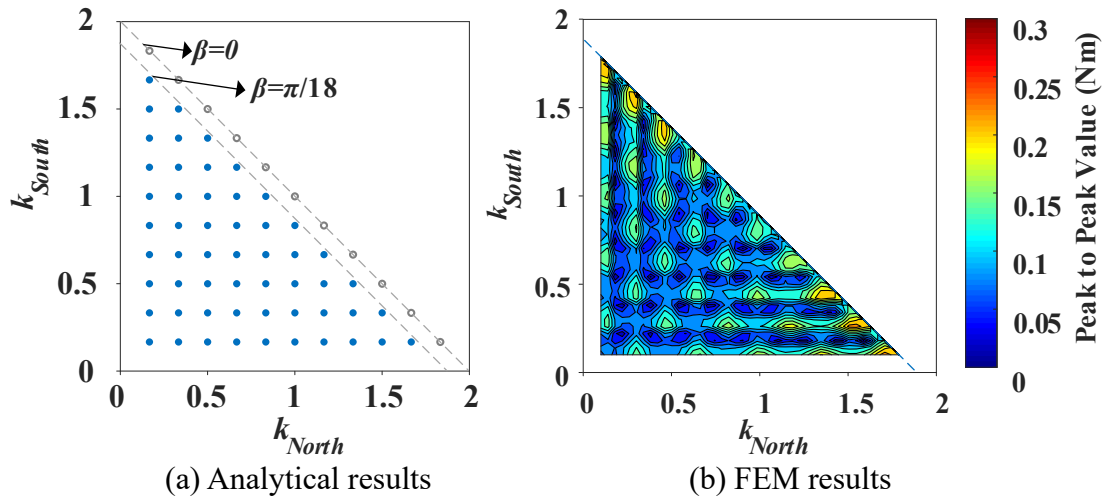 2
1.5
1
0.5
0
k_South
β=0
β=π/18
0 0.5 1 1.5 2
k_North
(a) Analytical results
2
1.5
1
0.5
0
k_South
0 0.5 1 1.5 2
k_North
(b) FEM results
0.3
0.25
0.2
0.15
0.1
0.05
0
Peak to Peak Value (Nm)